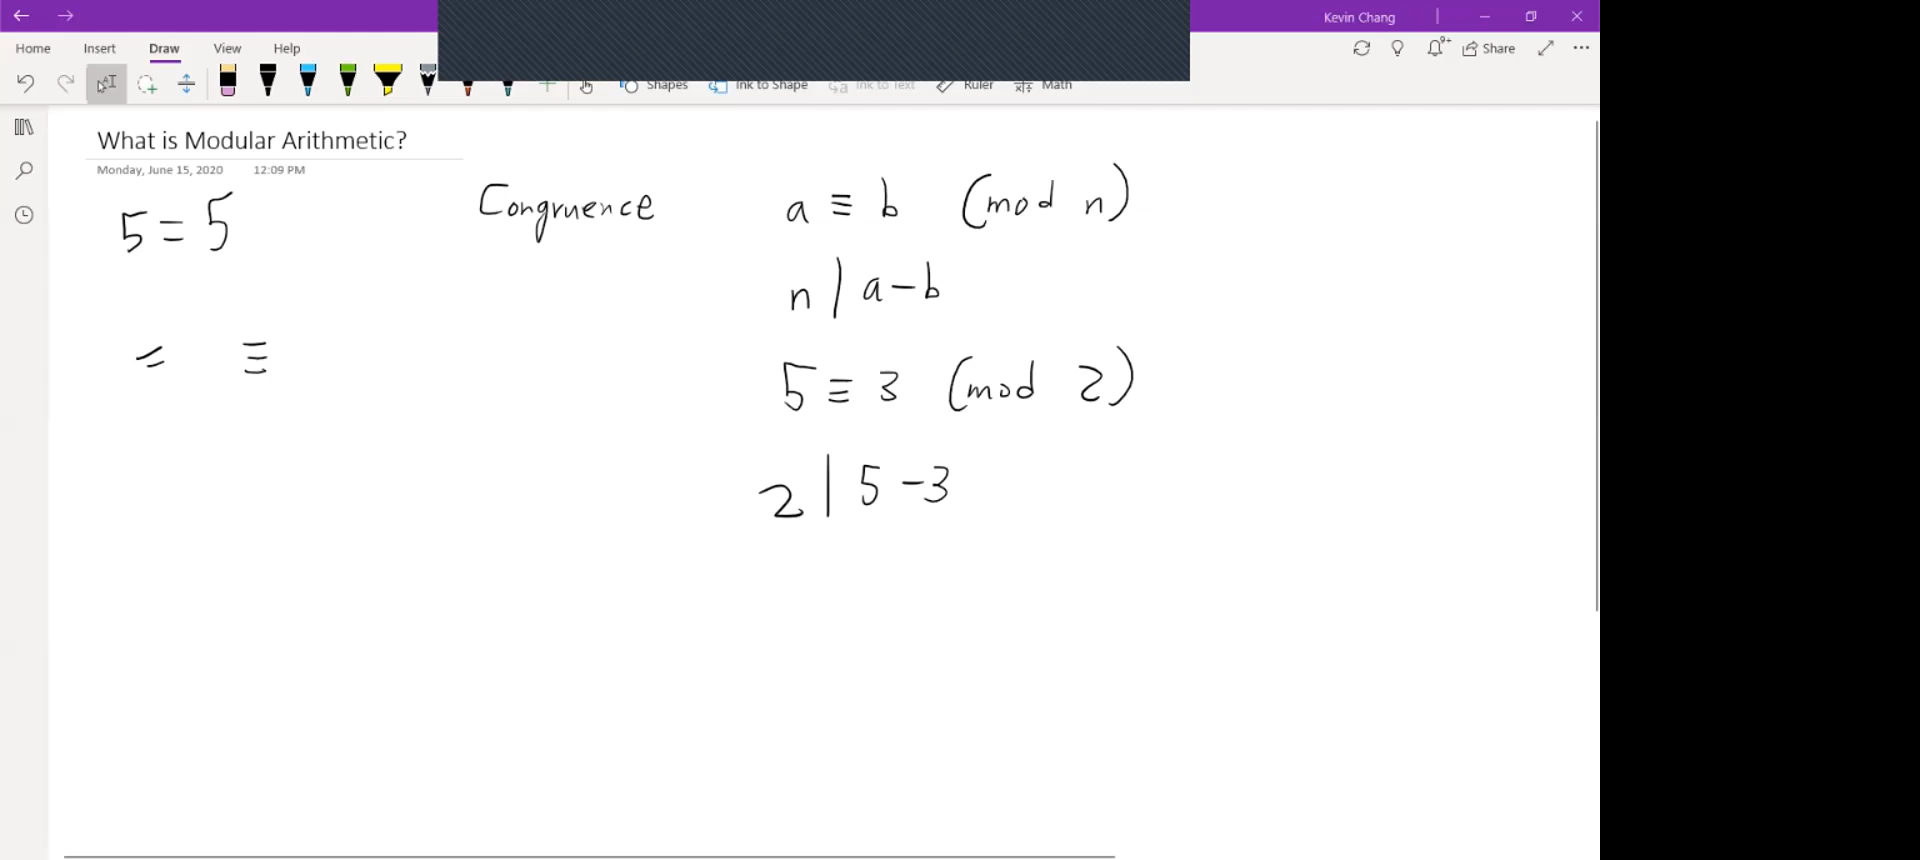 Kevin Chang
Home Insert Draw View Help
9+ Share
Shapes Ink to Shape Ink to Text Ruler Math
What is Modular Arithmetic?
Monday, June 15, 2020 12:09 PM
5 = 5 Congruence a ≡ b (mod n)
n | a - b
= ≡ 5 ≡ 3 (mod 2)
2 | 5 - 3